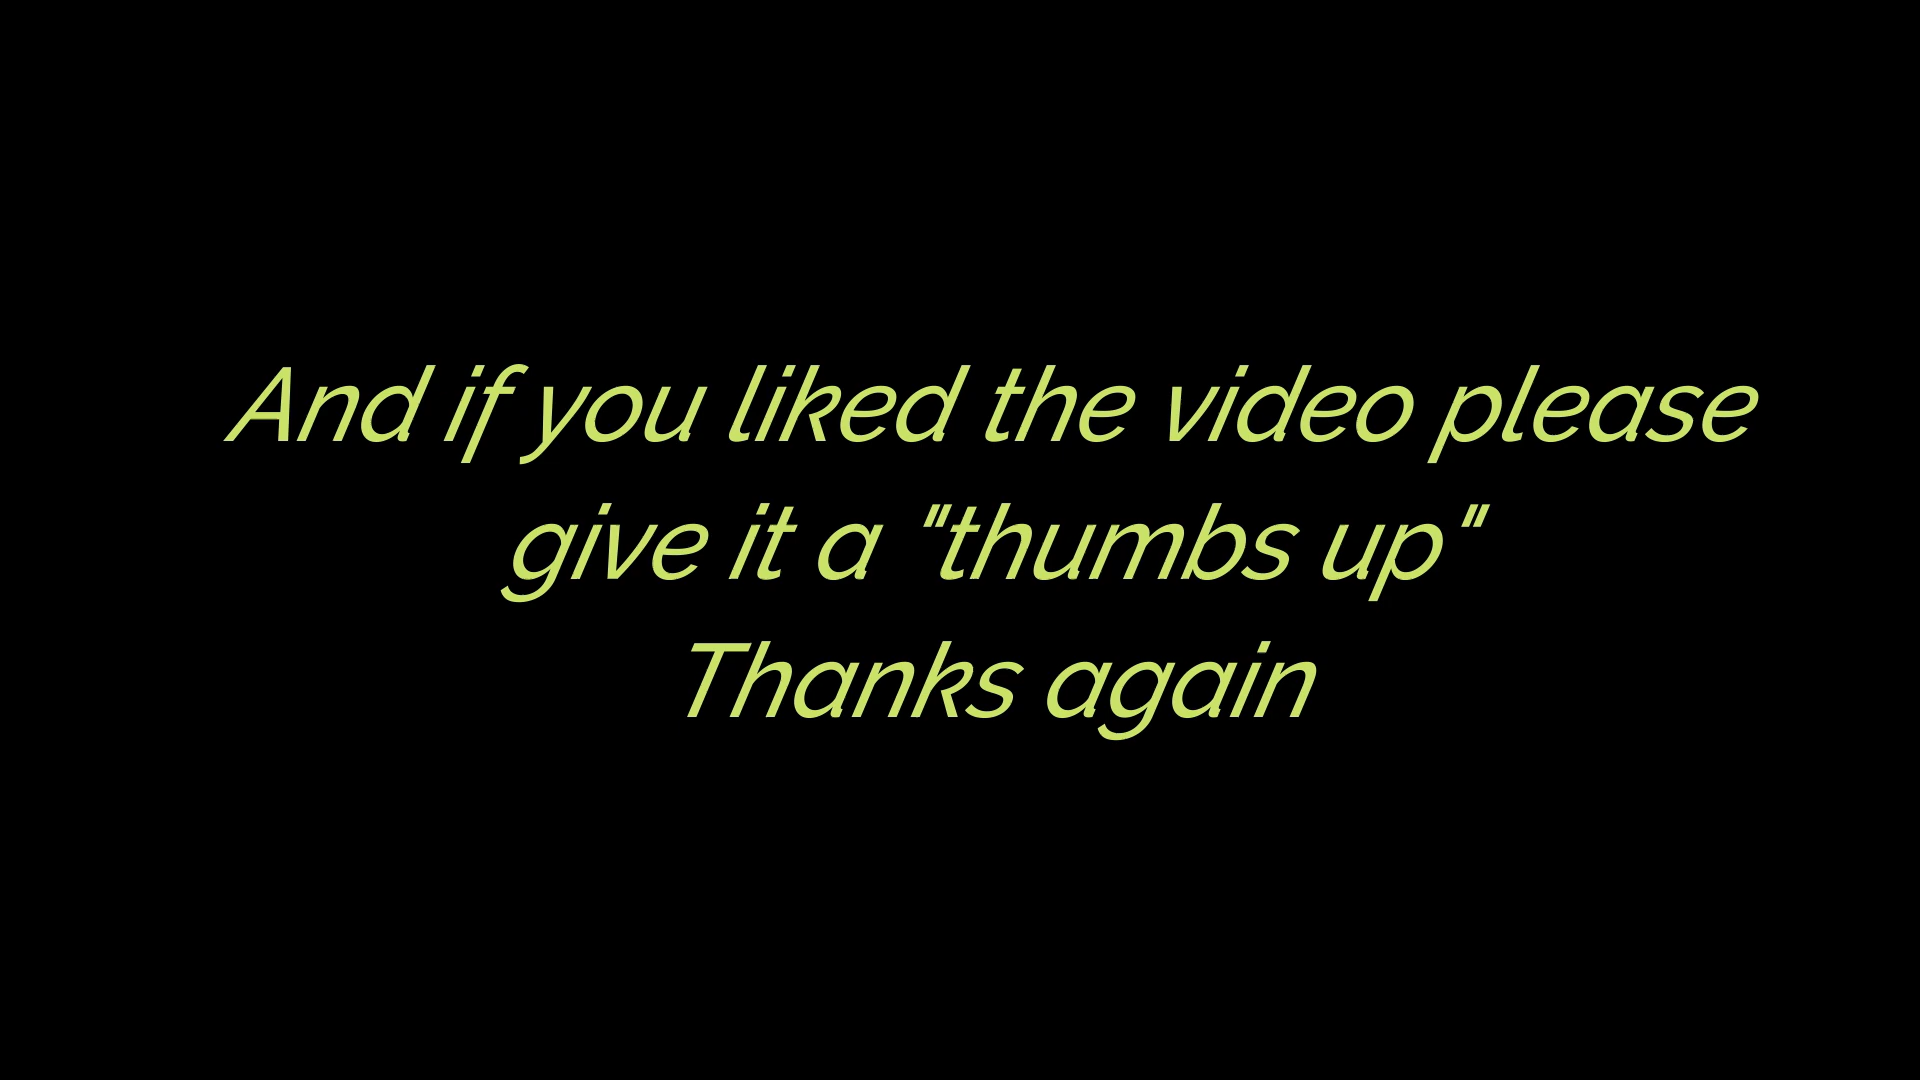 And if you liked the video please
give it a "thumbs up"
Thanks again